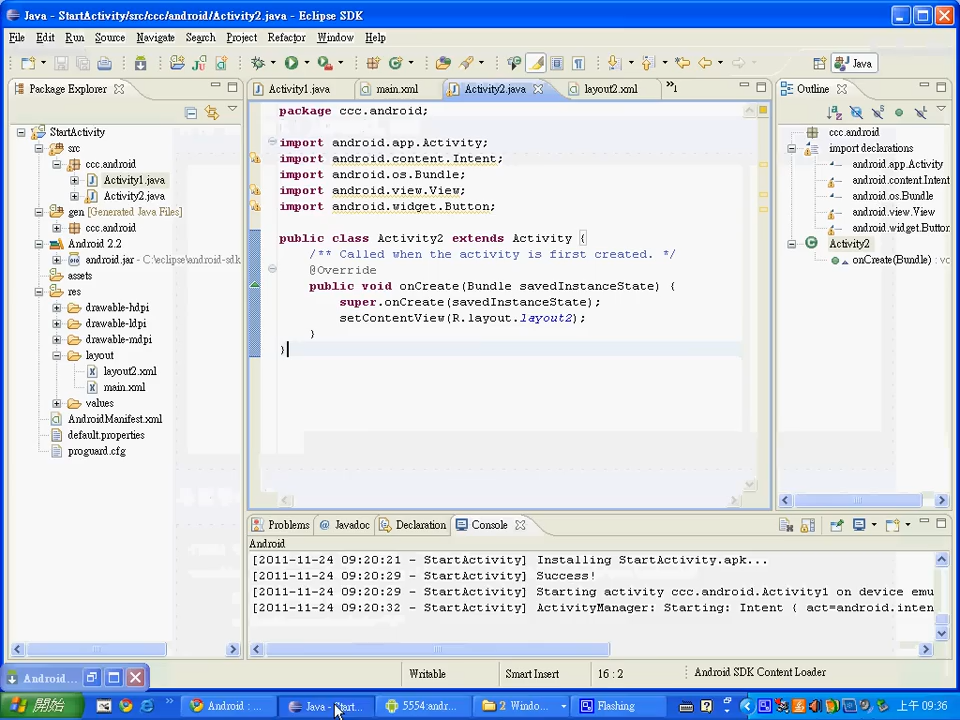 Java - StartActivity/src/ccc/android/Activity2.java - Eclipse SDK
File Edit Run Source Navigate Search Project Refactor Window Help
Java
Package Explorer
StartActivity
src
ccc.android
Activity1.java
Activity2.java
gen [Generated Java Files]
ccc.android
Android 2.2
android.jar - C:\eclipse\android-sdk
assets
res
drawable-hdpi
drawable-ldpi
drawable-mdpi
layout
layout2.xml
main.xml
values
AndroidManifest.xml
default.properties
proguard.cfg
Activity1.java main.xml Activity2.java layout2.xml »1
package ccc.android;
import android.app.Activity;
import android.content.Intent;
import android.os.Bundle;
import android.view.View;
import android.widget.Button;
public class Activity2 extends Activity {
/** Called when the activity is first created. */
@Override
public void onCreate(Bundle savedInstanceState) {
super.onCreate(savedInstanceState);
setContentView(R.layout.layout2);
}
}
Outline
ccc.android
import declarations
android.app.Activity
android.content.Intent
android.os.Bundle
android.view.View
android.widget.Button
Activity2
onCreate(Bundle) : vo
Problems Javadoc Declaration Console
Android
[2011-11-24 09:20:21 - StartActivity] Installing StartActivity.apk...
[2011-11-24 09:20:29 - StartActivity] Success!
[2011-11-24 09:20:29 - StartActivity] Starting activity ccc.android.Activity1 on device emu
[2011-11-24 09:20:32 - StartActivity] ActivityManager: Starting: Intent { act=android.inten
Android...
Writable Smart Insert 16 : 2 Android SDK Content Loader
開始 Android : ... Java - Start... 5554:andr... 2 Windo... Flashing 上午 09:36